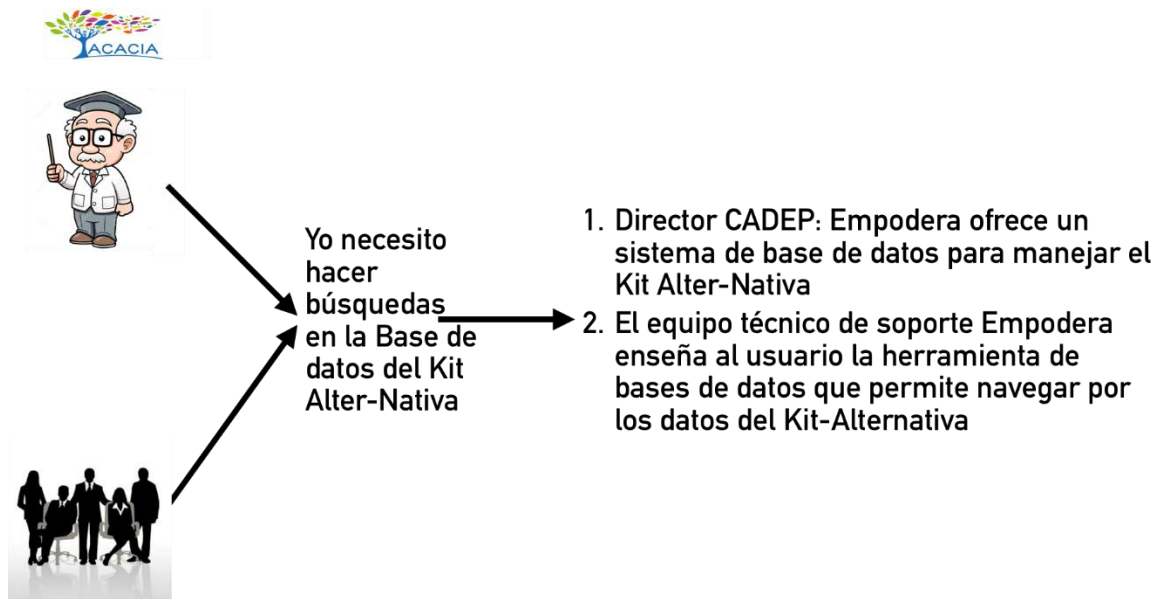 ACACIA
Yo necesito
hacer
búsquedas
en la Base de
datos del Kit
Alter-Nativa
1. Director CADEP: Empodera ofrece un
sistema de base de datos para manejar el
Kit Alter-Nativa
2. El equipo técnico de soporte Empodera
enseña al usuario la herramienta de
bases de datos que permite navegar por
los datos del Kit-Alternativa